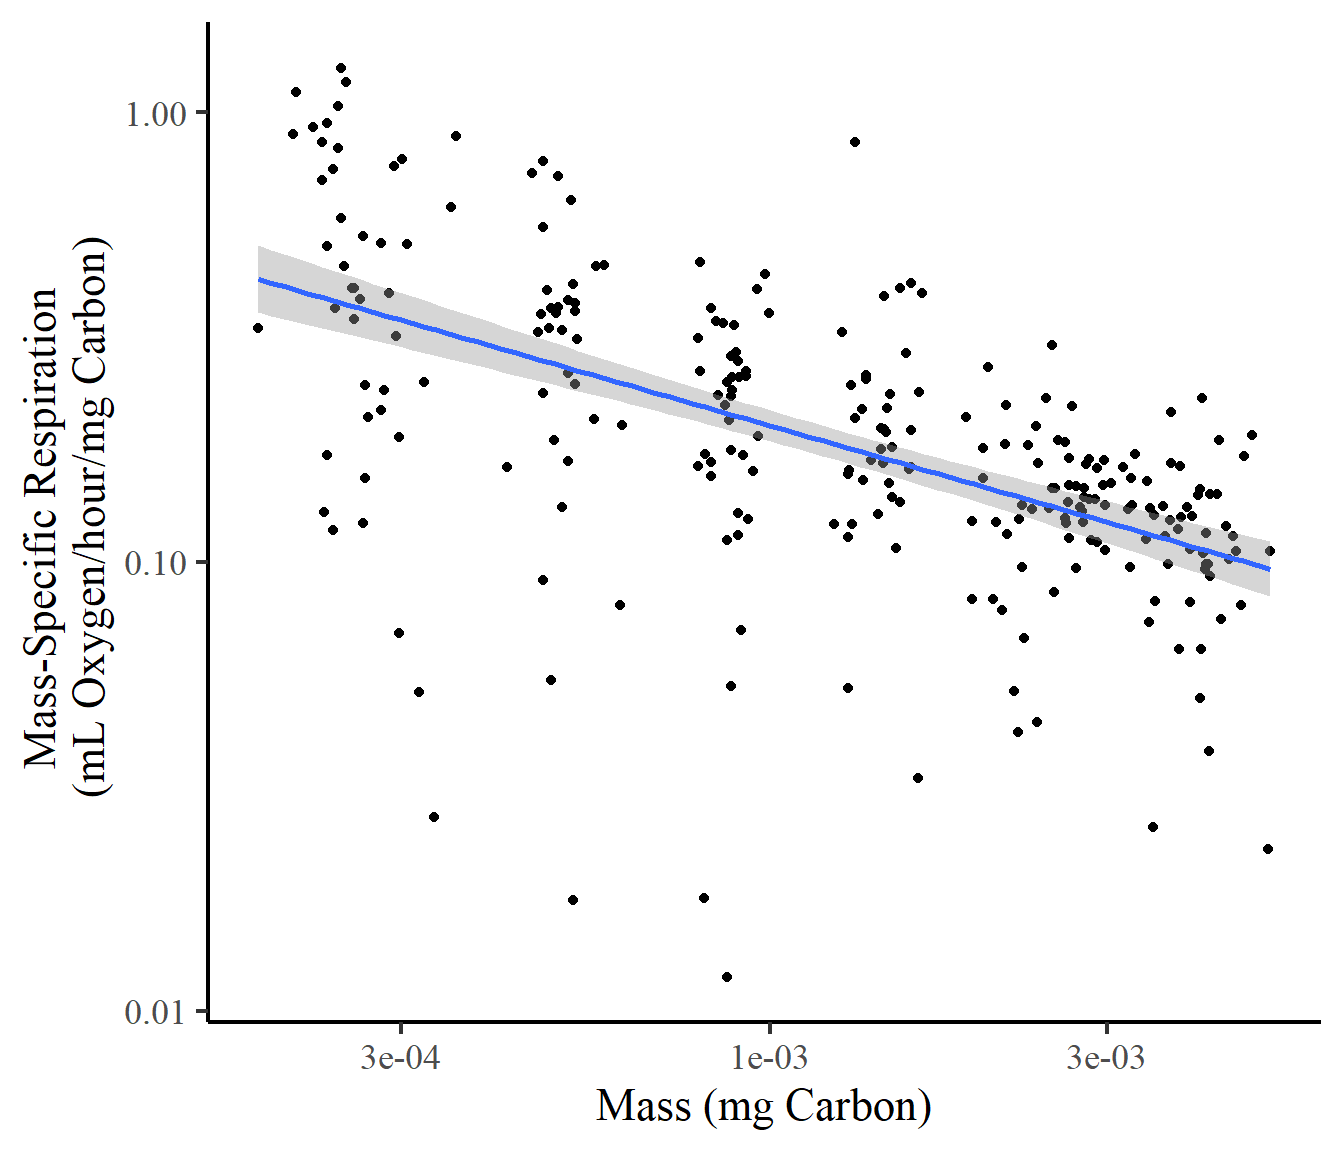 Mass-Specific Respiration
(mL Oxygen/hour/mg Carbon)
1.00
0.10
0.01
3e-04
1e-03
3e-03
Mass (mg Carbon)